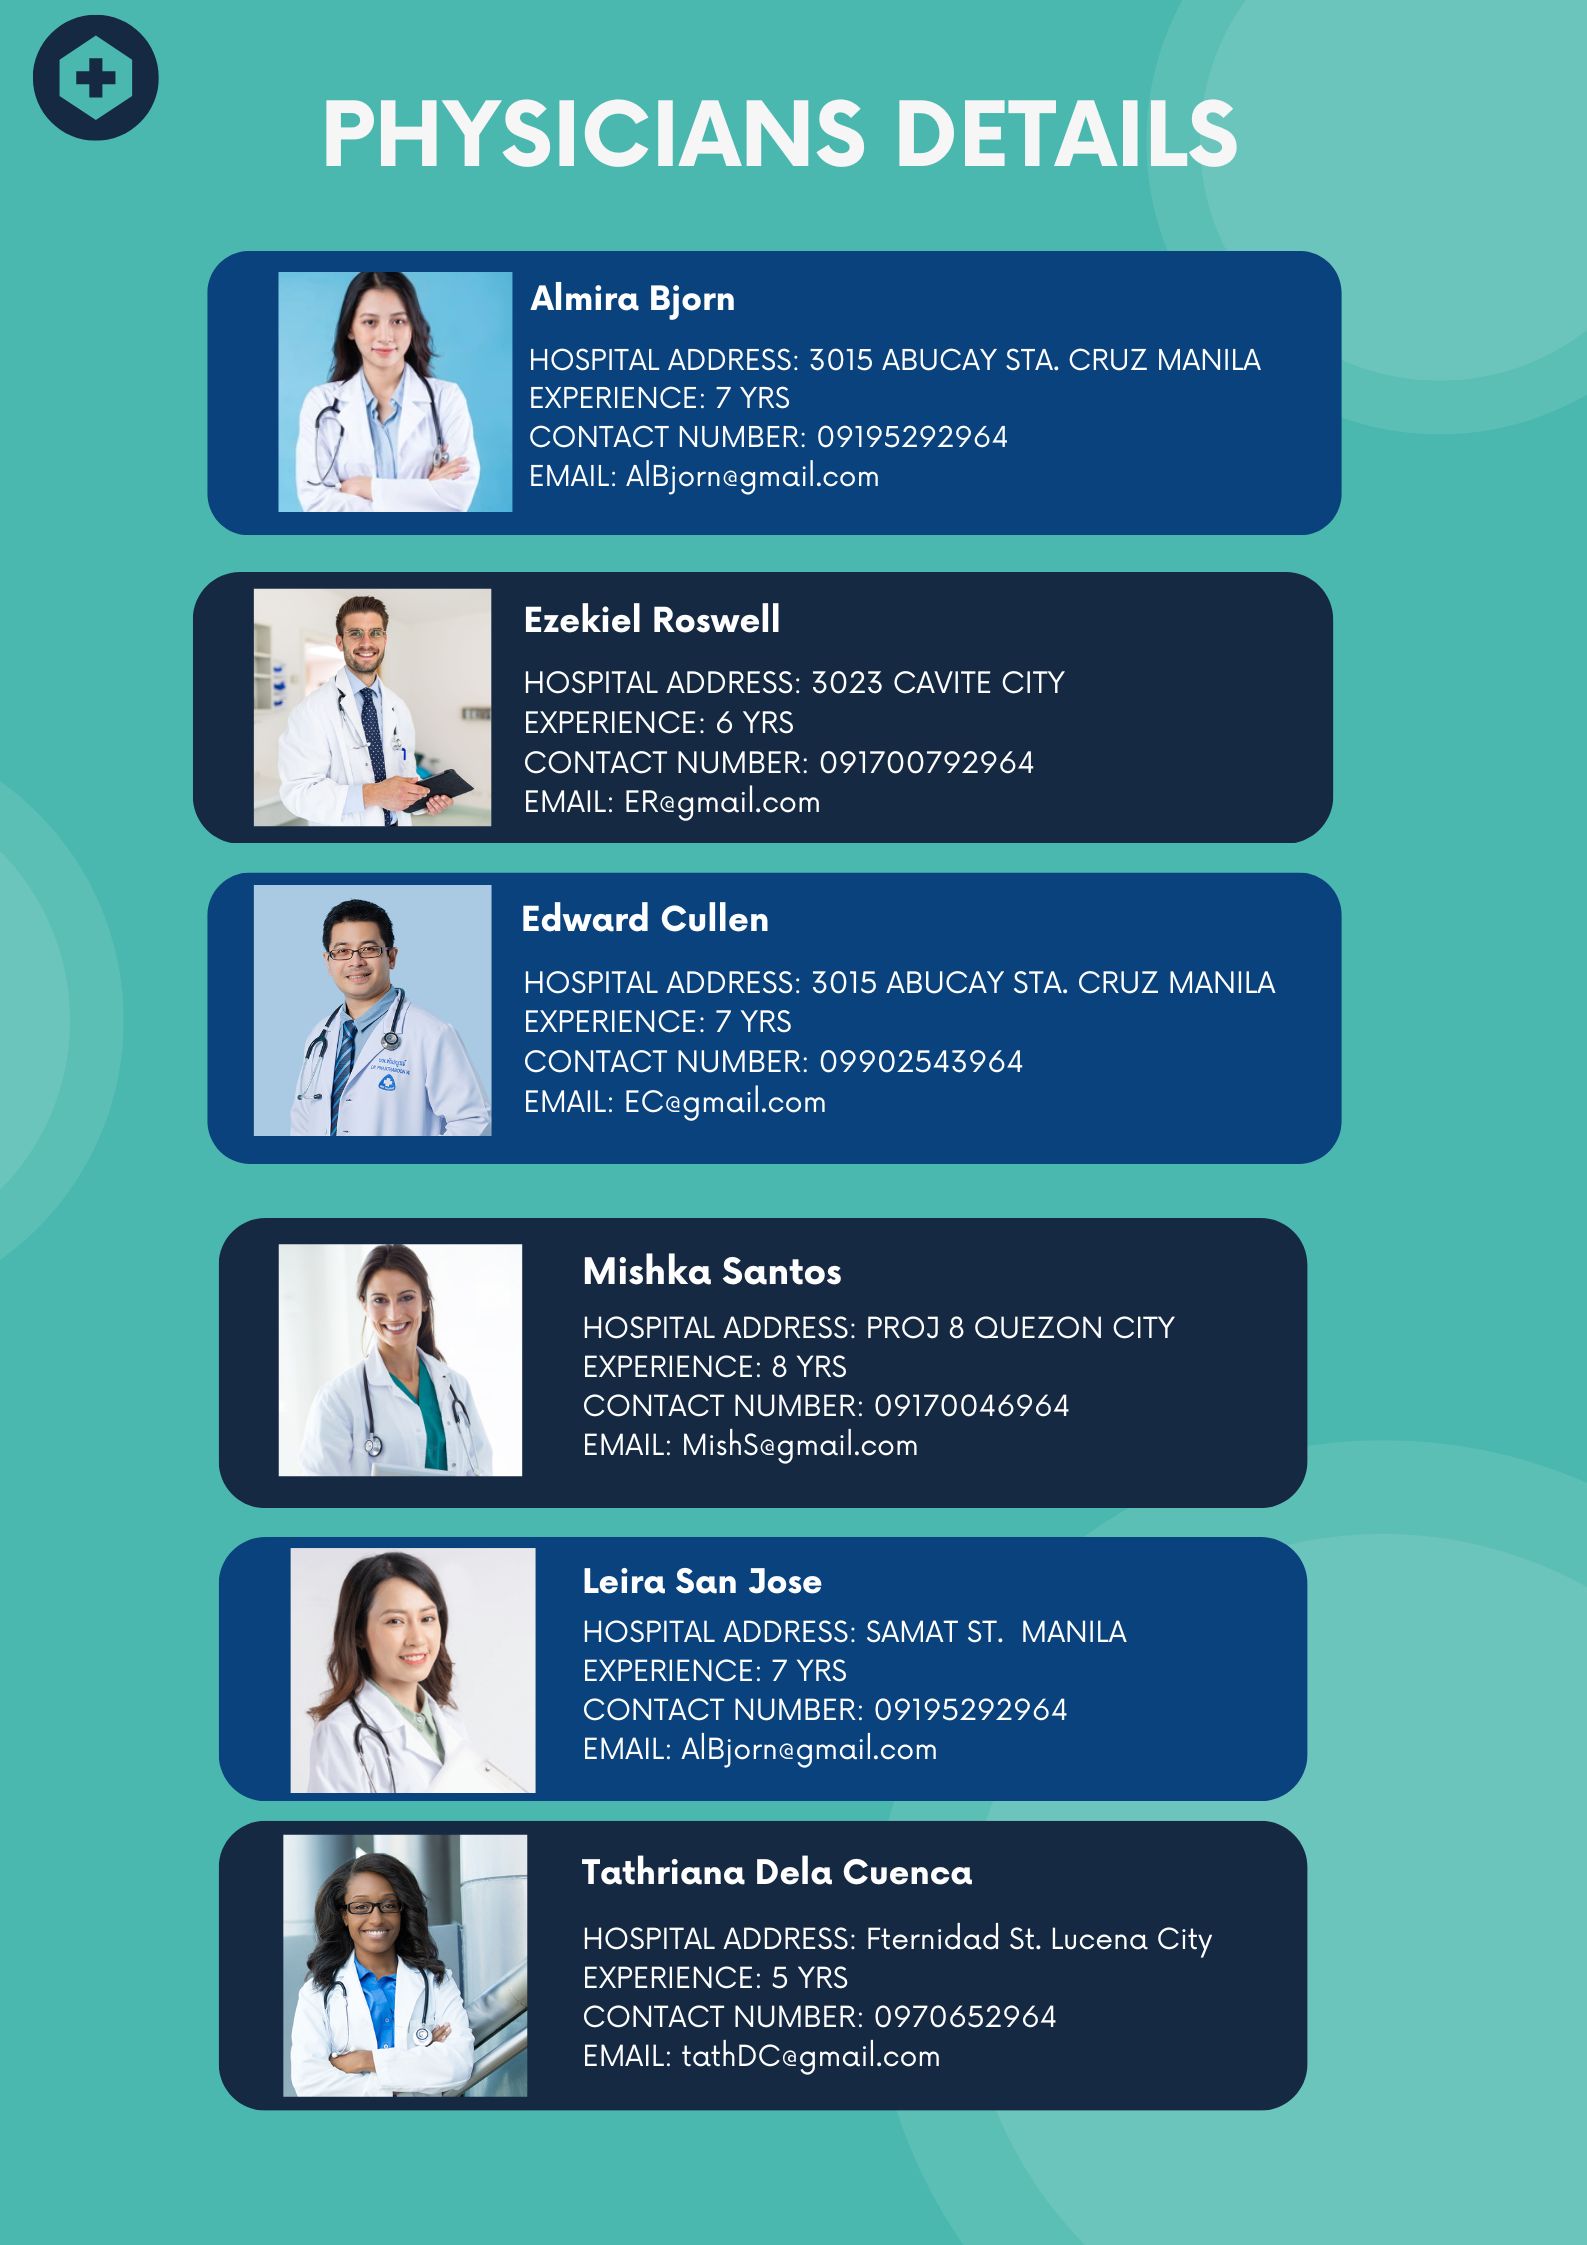 PHYSICIANS DETAILS
Almira Bjorn
HOSPITAL ADDRESS: 3015 ABUCAY STA. CRUZ MANILA
EXPERIENCE: 7 YRS
CONTACT NUMBER: 09195292964
EMAIL: AlBjorn@gmail.com
Ezekiel Roswell
HOSPITAL ADDRESS: 3023 CAVITE CITY
EXPERIENCE: 6 YRS
CONTACT NUMBER: 091700792964
EMAIL: ER@gmail.com
Edward Cullen
HOSPITAL ADDRESS: 3015 ABUCAY STA. CRUZ MANILA
EXPERIENCE: 7 YRS
CONTACT NUMBER: 09902543964
EMAIL: EC@gmail.com
Mishka Santos
HOSPITAL ADDRESS: PROJ 8 QUEZON CITY
EXPERIENCE: 8 YRS
CONTACT NUMBER: 09170046964
EMAIL: MishS@gmail.com
Leira San Jose
HOSPITAL ADDRESS: SAMAT ST.  MANILA
EXPERIENCE: 7 YRS
CONTACT NUMBER: 09195292964
EMAIL: AlBjorn@gmail.com
Tathriana Dela Cuenca
HOSPITAL ADDRESS: Fternidad St. Lucena City
EXPERIENCE: 5 YRS
CONTACT NUMBER: 0970652964
EMAIL: tathDC@gmail.com